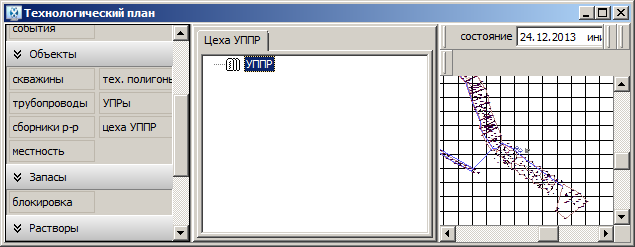 Технологический план
события
Объекты
скважины тех. полигоны
трубопроводы УПРы
сборники р-р цеха УППР
местность
Запасы
блокировка
Растворы
Цеха УППР
УППР
состояние 24.12.2013 ини